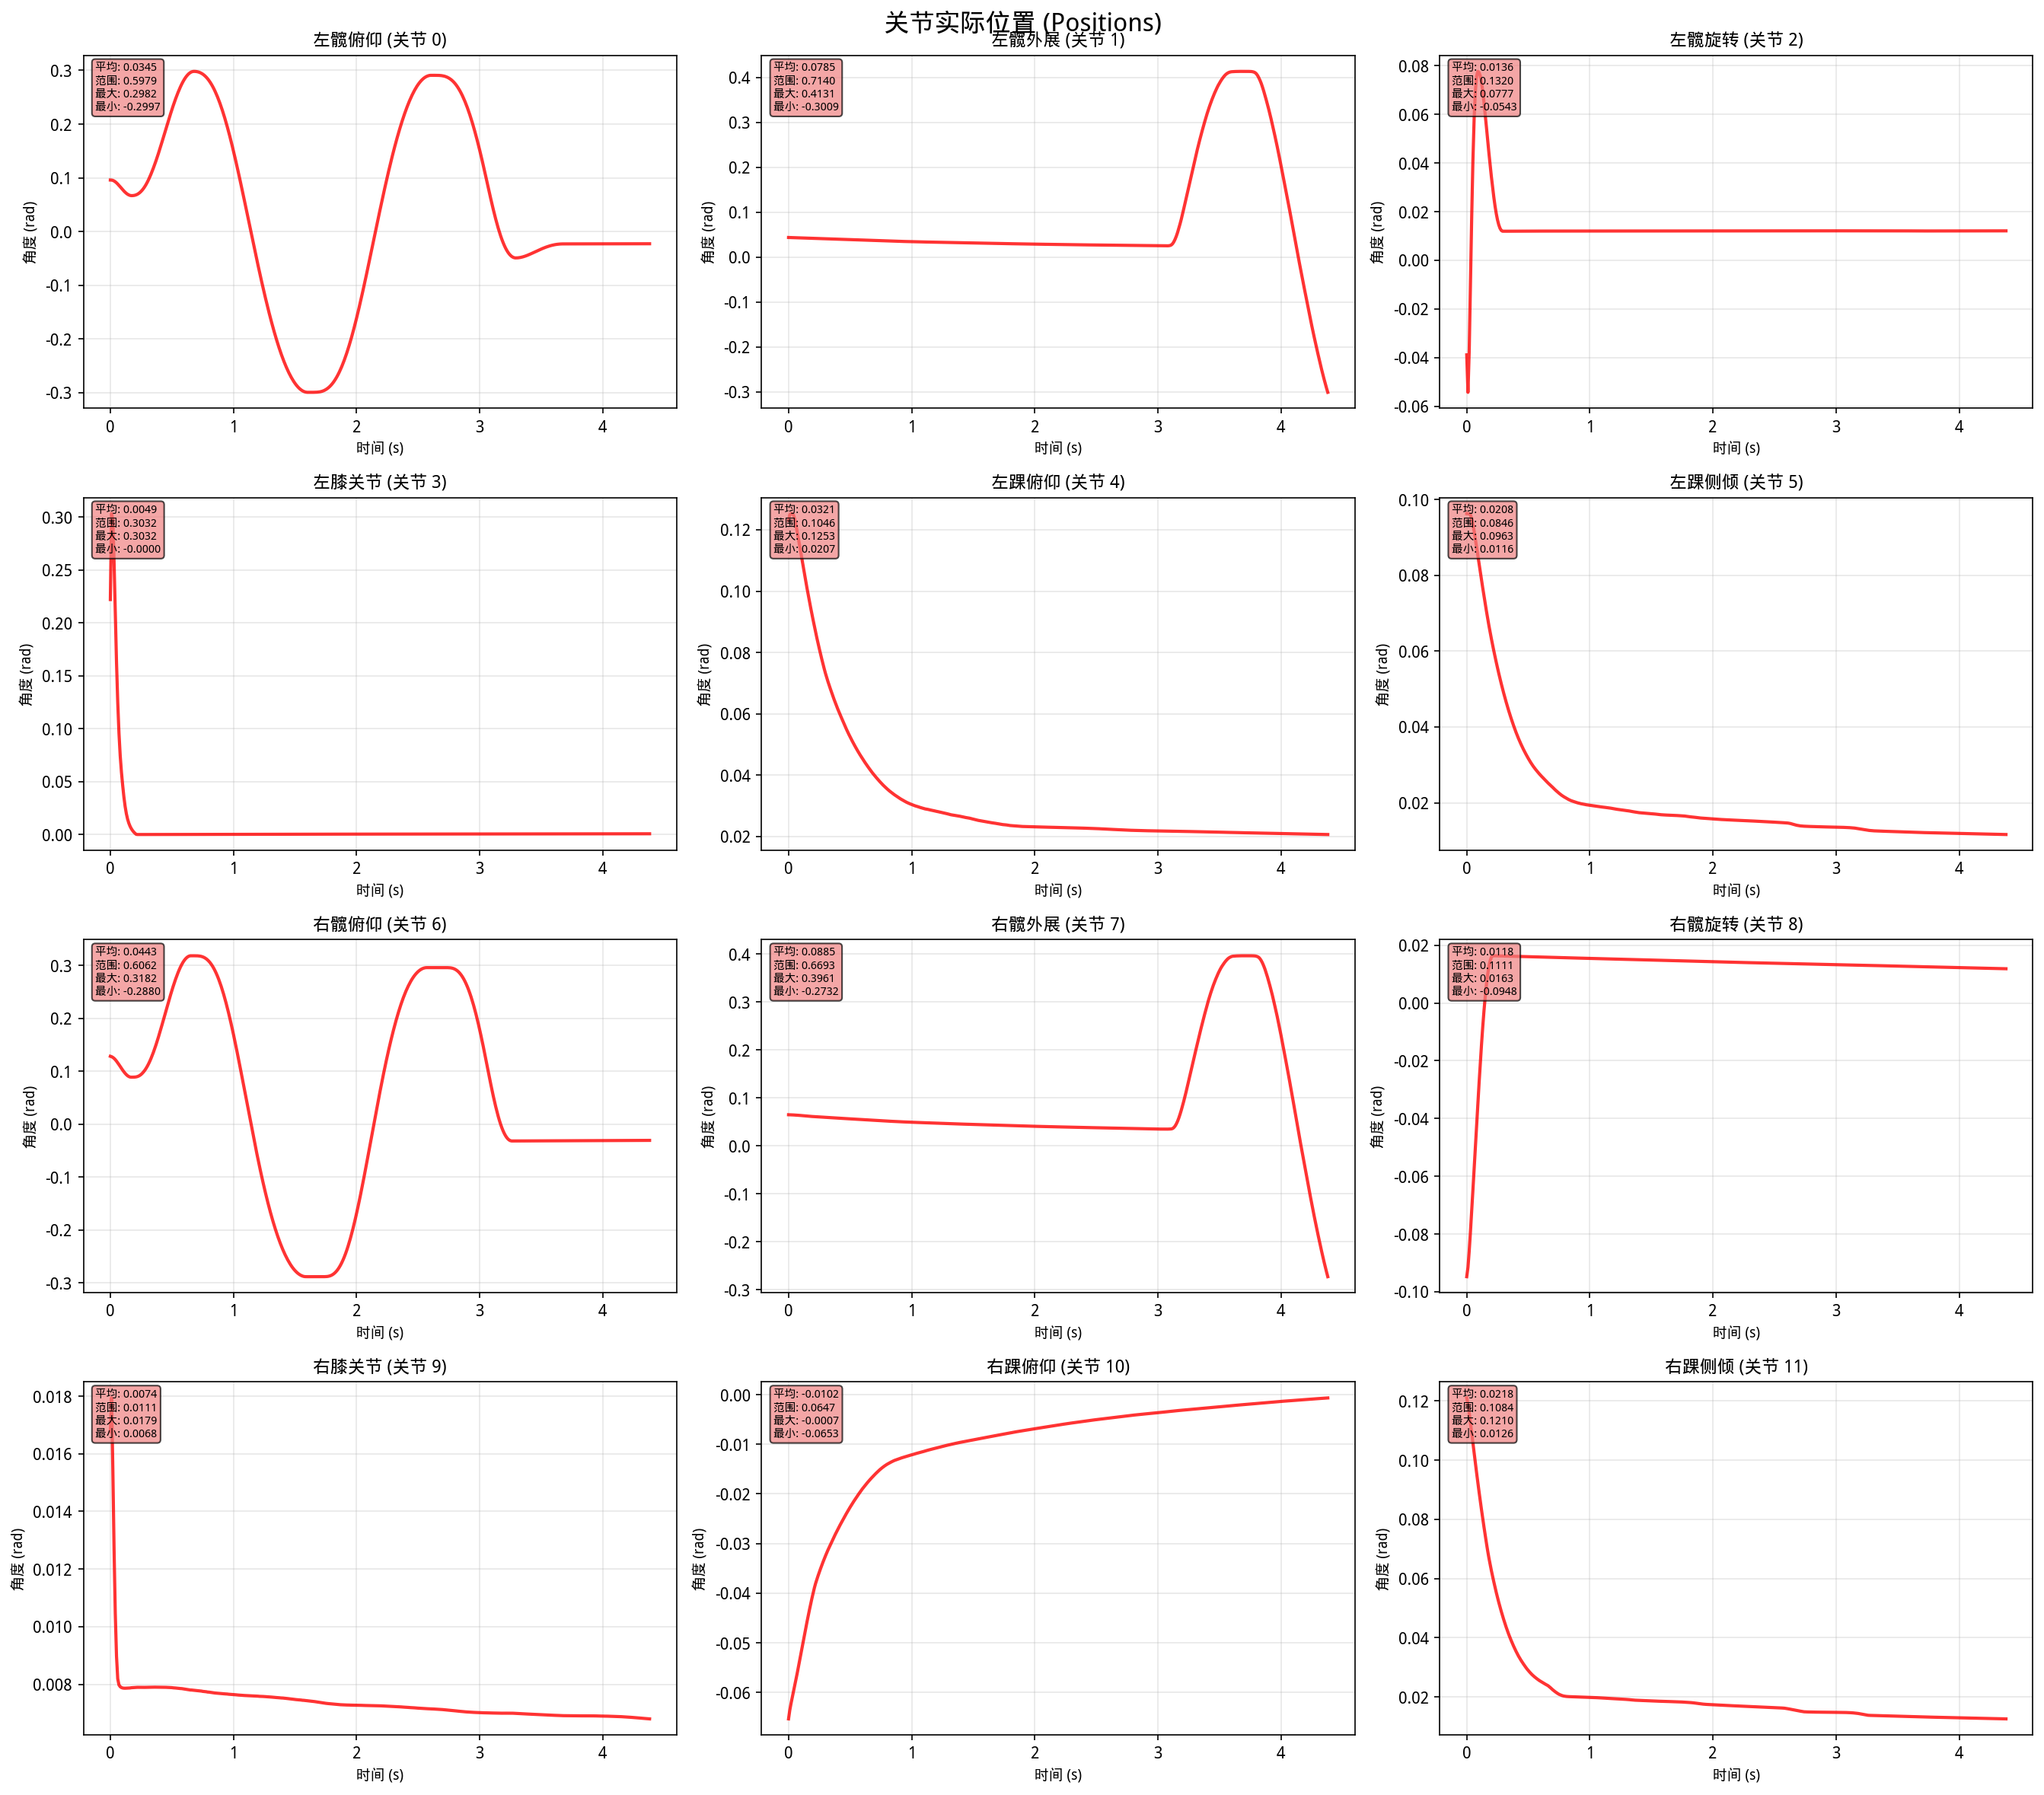 关节实际位置 (Positions)
左髋俯仰 (关节 0)
平均: 0.0345
范围: 0.5979
最大: 0.2982
最小: -0.2997
0.3
0.2
0.1
0.0
-0.1
-0.2
-0.3
角度 (rad)
0 1 2 3 4
时间 (s)
左髋外展 (关节 1)
平均: 0.0785
范围: 0.7140
最大: 0.4131
最小: -0.3009
0.4
0.3
0.2
0.1
0.0
-0.1
-0.2
-0.3
角度 (rad)
0 1 2 3 4
时间 (s)
左髋旋转 (关节 2)
平均: 0.0136
范围: 0.1320
最大: 0.0777
最小: -0.0543
0.08
0.06
0.04
0.02
0.00
-0.02
-0.04
-0.06
角度 (rad)
0 1 2 3 4
时间 (s)
左膝关节 (关节 3)
平均: 0.0049
范围: 0.3032
最大: 0.3032
最小: -0.0000
0.30
0.25
0.20
0.15
0.10
0.05
0.00
角度 (rad)
0 1 2 3 4
时间 (s)
左踝俯仰 (关节 4)
平均: 0.0321
范围: 0.1046
最大: 0.1253
最小: 0.0207
0.12
0.10
0.08
0.06
0.04
0.02
角度 (rad)
0 1 2 3 4
时间 (s)
左踝侧倾 (关节 5)
平均: 0.0208
范围: 0.0846
最大: 0.0963
最小: 0.0116
0.10
0.08
0.06
0.04
0.02
角度 (rad)
0 1 2 3 4
时间 (s)
右髋俯仰 (关节 6)
平均: 0.0443
范围: 0.6062
最大: 0.3182
最小: -0.2880
0.3
0.2
0.1
0.0
-0.1
-0.2
-0.3
角度 (rad)
0 1 2 3 4
时间 (s)
右髋外展 (关节 7)
平均: 0.0885
范围: 0.6693
最大: 0.3961
最小: -0.2732
0.4
0.3
0.2
0.1
0.0
-0.1
-0.2
-0.3
角度 (rad)
0 1 2 3 4
时间 (s)
右髋旋转 (关节 8)
平均: 0.0118
范围: 0.1111
最大: 0.0163
最小: -0.0948
0.02
0.00
-0.02
-0.04
-0.06
-0.08
-0.10
角度 (rad)
0 1 2 3 4
时间 (s)
右膝关节 (关节 9)
平均: 0.0074
范围: 0.0111
最大: 0.0179
最小: 0.0068
0.018
0.016
0.014
0.012
0.010
0.008
角度 (rad)
0 1 2 3 4
时间 (s)
右踝俯仰 (关节 10)
平均: -0.0102
范围: 0.0647
最大: -0.0007
最小: -0.0653
0.00
-0.01
-0.02
-0.03
-0.04
-0.05
-0.06
角度 (rad)
0 1 2 3 4
时间 (s)
右踝侧倾 (关节 11)
平均: 0.0218
范围: 0.1084
最大: 0.1210
最小: 0.0126
0.12
0.10
0.08
0.06
0.04
0.02
角度 (rad)
0 1 2 3 4
时间 (s)